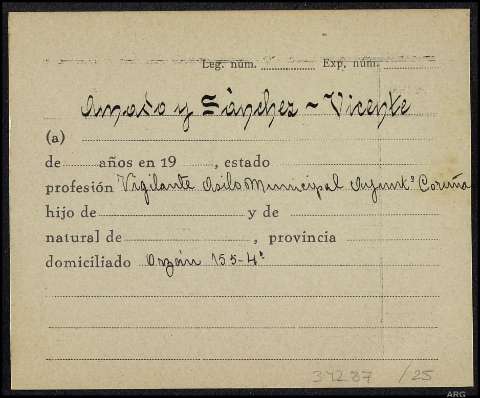 Leg. núm. Exp. núm.
Amado y Sánchez - Vicente
(a)
de años en 19 , estado
profesión Vigilante Asilo Municipal Ayuntº Coruña
hijo de y de
natural de , provincia
domiciliado Orzán 155-4º
34287 /25
ARG